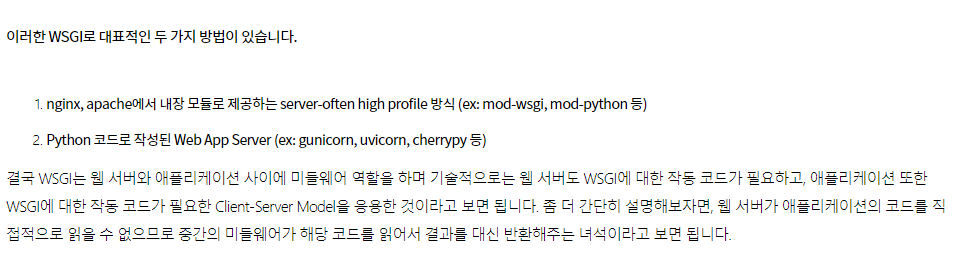 이러한 WSGI로 대표적인 두 가지 방법이 있습니다.
1. nginx, apache에서 내장 모듈로 제공하는 server-often high profile 방식 (ex: mod-wsgi, mod-python 등)
2. Python 코드로 작성된 Web App Server (ex: gunicorn, uvicorn, cherrypy 등)
결국 WSGI는 웹 서버와 애플리케이션 사이에 미들웨어 역할을 하며 기술적으로는 웹 서버도 WSGI에 대한 작동 코드가 필요하고, 애플리케이션 또한
WSGI에 대한 작동 코드가 필요한 Client-Server Model을 응용한 것이라고 보면 됩니다. 좀 더 간단히 설명해보자면, 웹 서버가 애플리케이션의 코드를 직
접적으로 읽을 수 없으므로 중간의 미들웨어가 해당 코드를 읽어서 결과를 대신 반환해주는 녀석이라고 보면 됩니다.